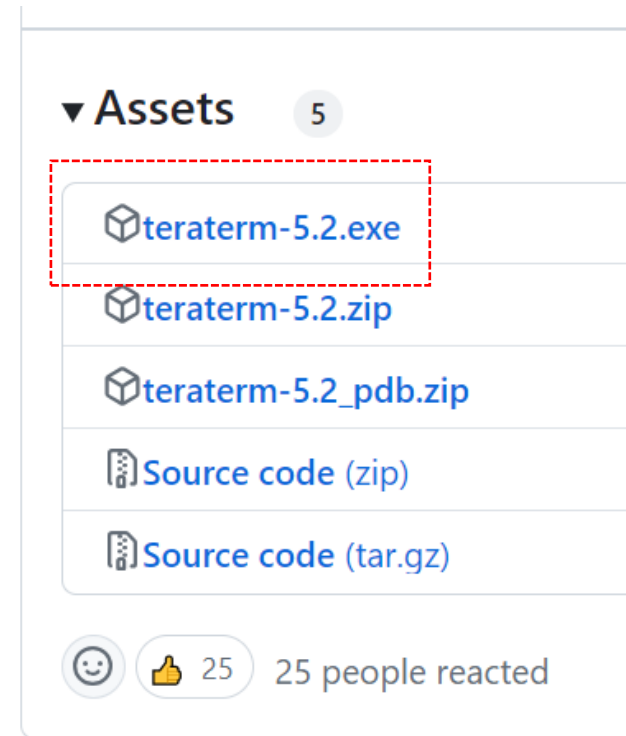 Assets 5
teraterm-5.2.exe
teraterm-5.2.zip
teraterm-5.2_pdb.zip
Source code (zip)
Source code (tar.gz)
👍 25 25 people reacted